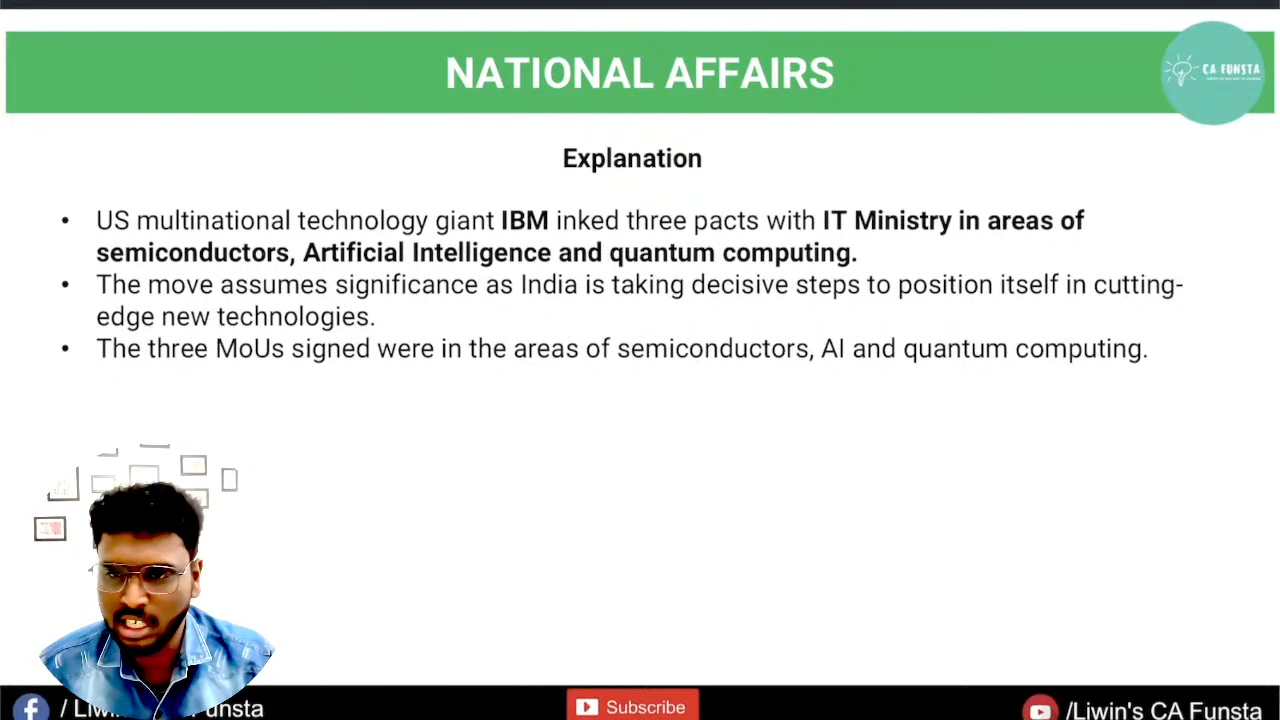 NATIONAL AFFAIRS
CA FUNSTA
Explanation
• US multinational technology giant IBM inked three pacts with IT Ministry in areas of
semiconductors, Artificial Intelligence and quantum computing.
• The move assumes significance as India is taking decisive steps to position itself in cutting-
edge new technologies.
• The three MoUs signed were in the areas of semiconductors, AI and quantum computing.
Subscribe
/Liwin's CA Funsta